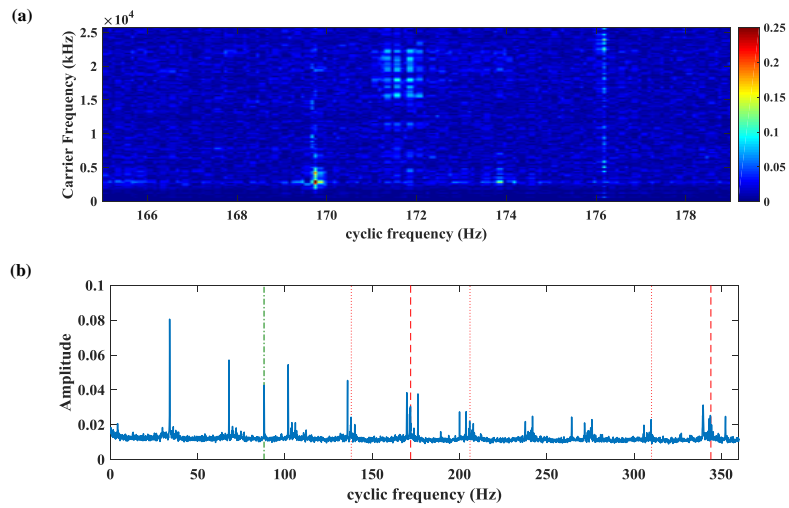 (a)
×10⁴
Carrier Frequency (kHz)
2.5
2
1.5
1
0.5
0
166 168 170 172 174 176 178
cyclic frequency (Hz)
0.25
0.2
0.15
0.1
0.05
0
(b)
Amplitude
0.1
0.08
0.06
0.04
0.02
0
0 50 100 150 200 250 300 350
cyclic frequency (Hz)